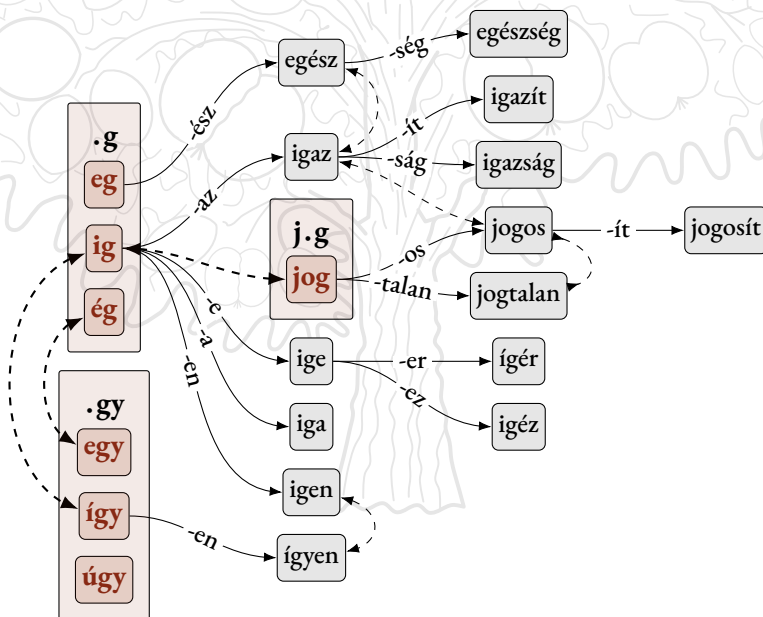 .g
eg
ig
ég
.gy
egy
így
úgy
-ész
-az
-e
-a
-en
-en
egész
igaz
j.g
jog
ige
iga
igen
ígyen
-ség
-ít
-ság
-os
-talan
-er
-ez
egészség
igazít
igazság
jogos
jogtalan
ígér
igéz
-ít
jogosít